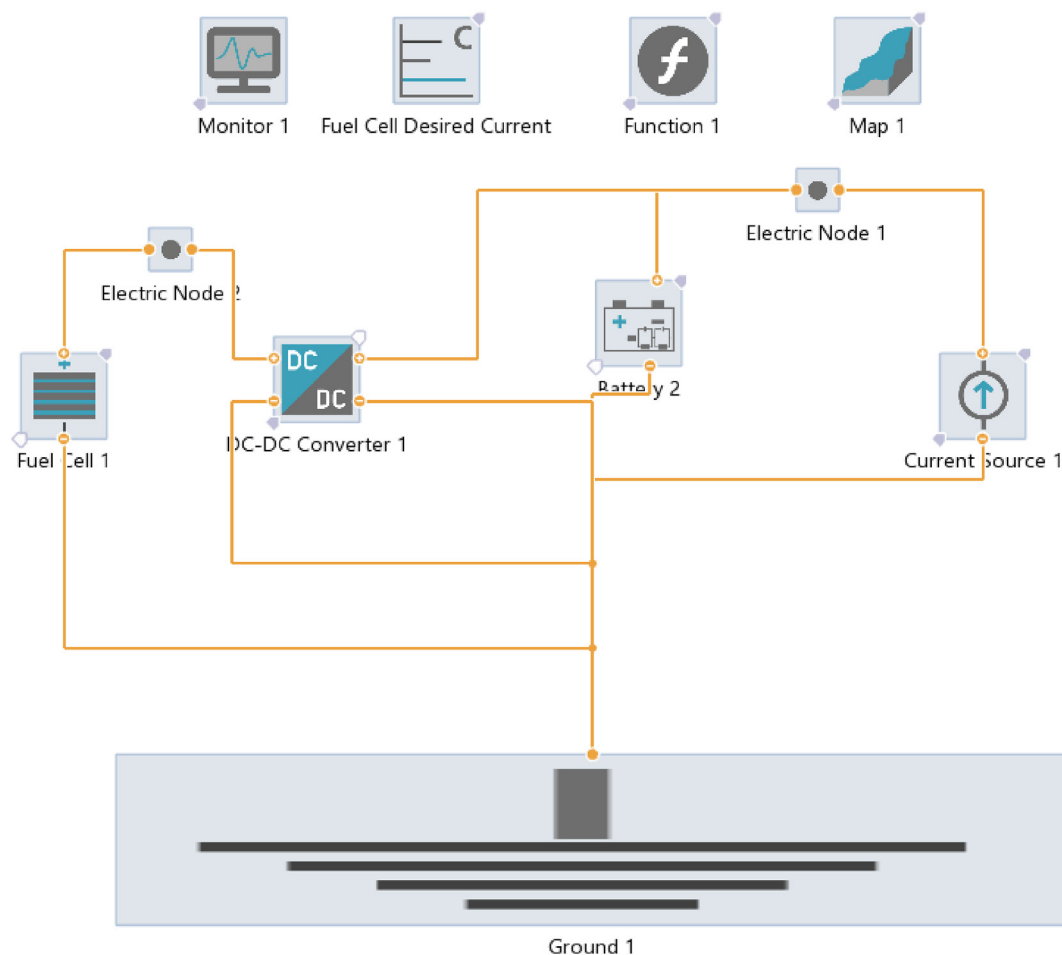 C
f
Monitor 1
Fuel Cell Desired Current
Function 1
Map 1
Electric Node 1
Electric Node 2
DC
DC
Battery 2
Fuel Cell 1
DC-DC Converter 1
Current Source 1
Ground 1